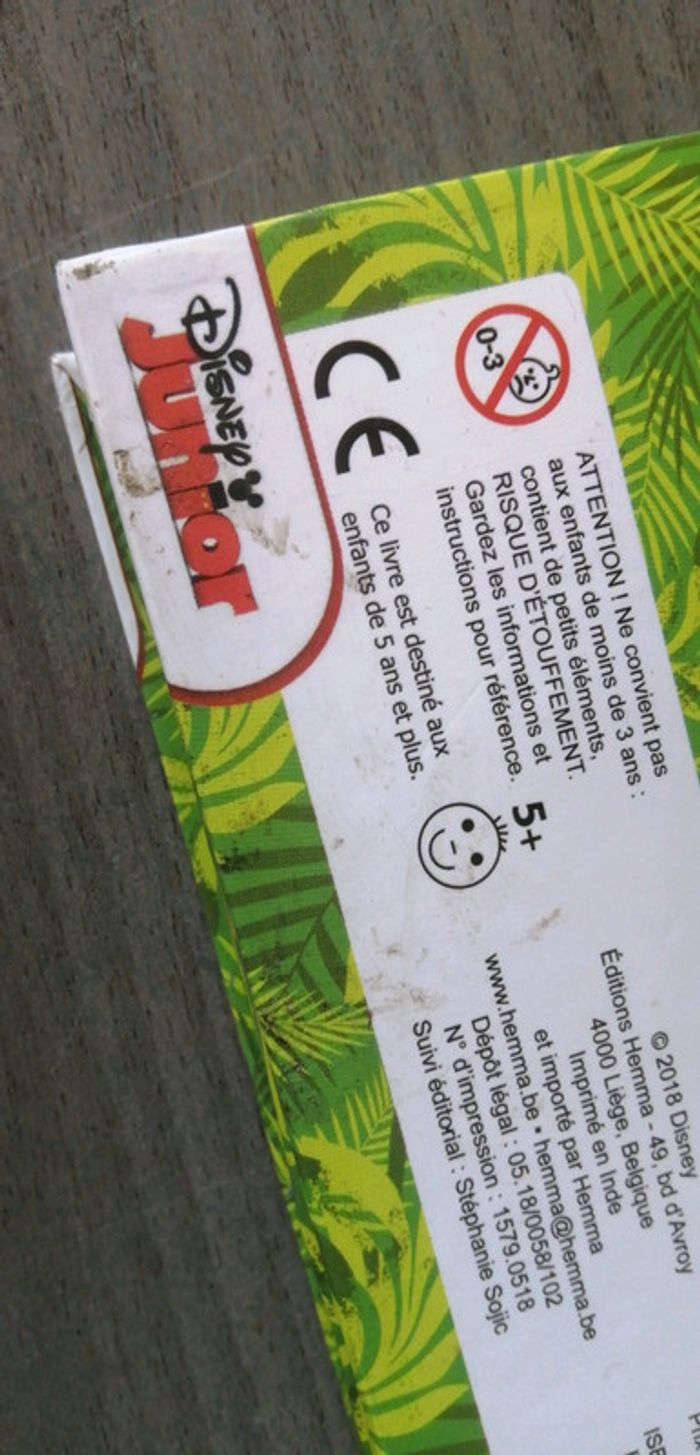 Disney
Junior
0-3
CE
ATTENTION ! Ne convient pas
aux enfants de moins de 3 ans :
contient de petits éléments,
RISQUE D'ÉTOUFFEMENT.
Gardez les informations et
instructions pour référence.
Ce livre est destiné aux
enfants de 5 ans et plus.
5+
© 2018 Disney
Éditions Hemma - 49, bd d'Avroy
4000 Liège, Belgique
Imprimé en Inde
et importé par Hemma
www.hemma.be • hemma@hemma.be
Dépôt légal : 05.18/0058/102
N° d'impression : 1579.0518
Suivi éditorial : Stéphanie Sojic